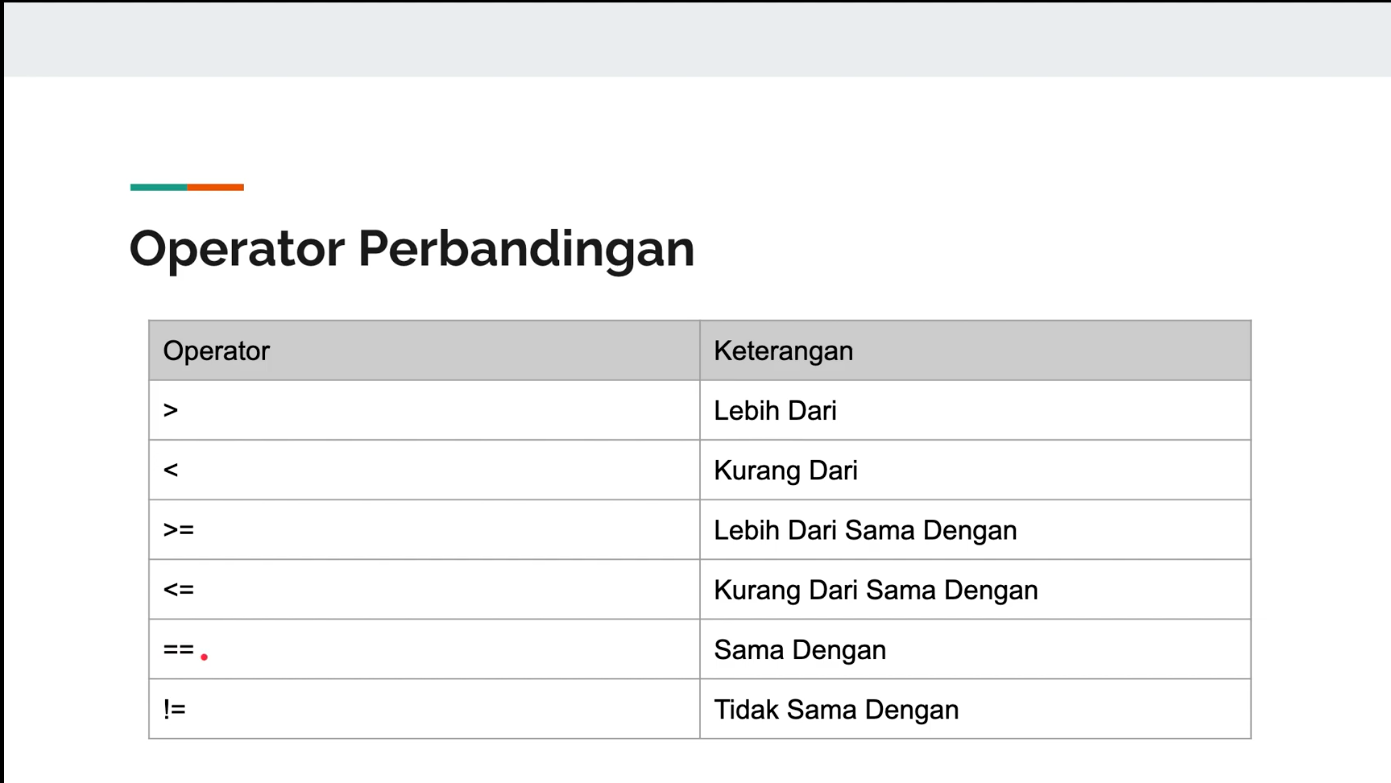 Operator Perbandingan
Operator Keterangan
> Lebih Dari
< Kurang Dari
>= Lebih Dari Sama Dengan
<= Kurang Dari Sama Dengan
== Sama Dengan
!= Tidak Sama Dengan